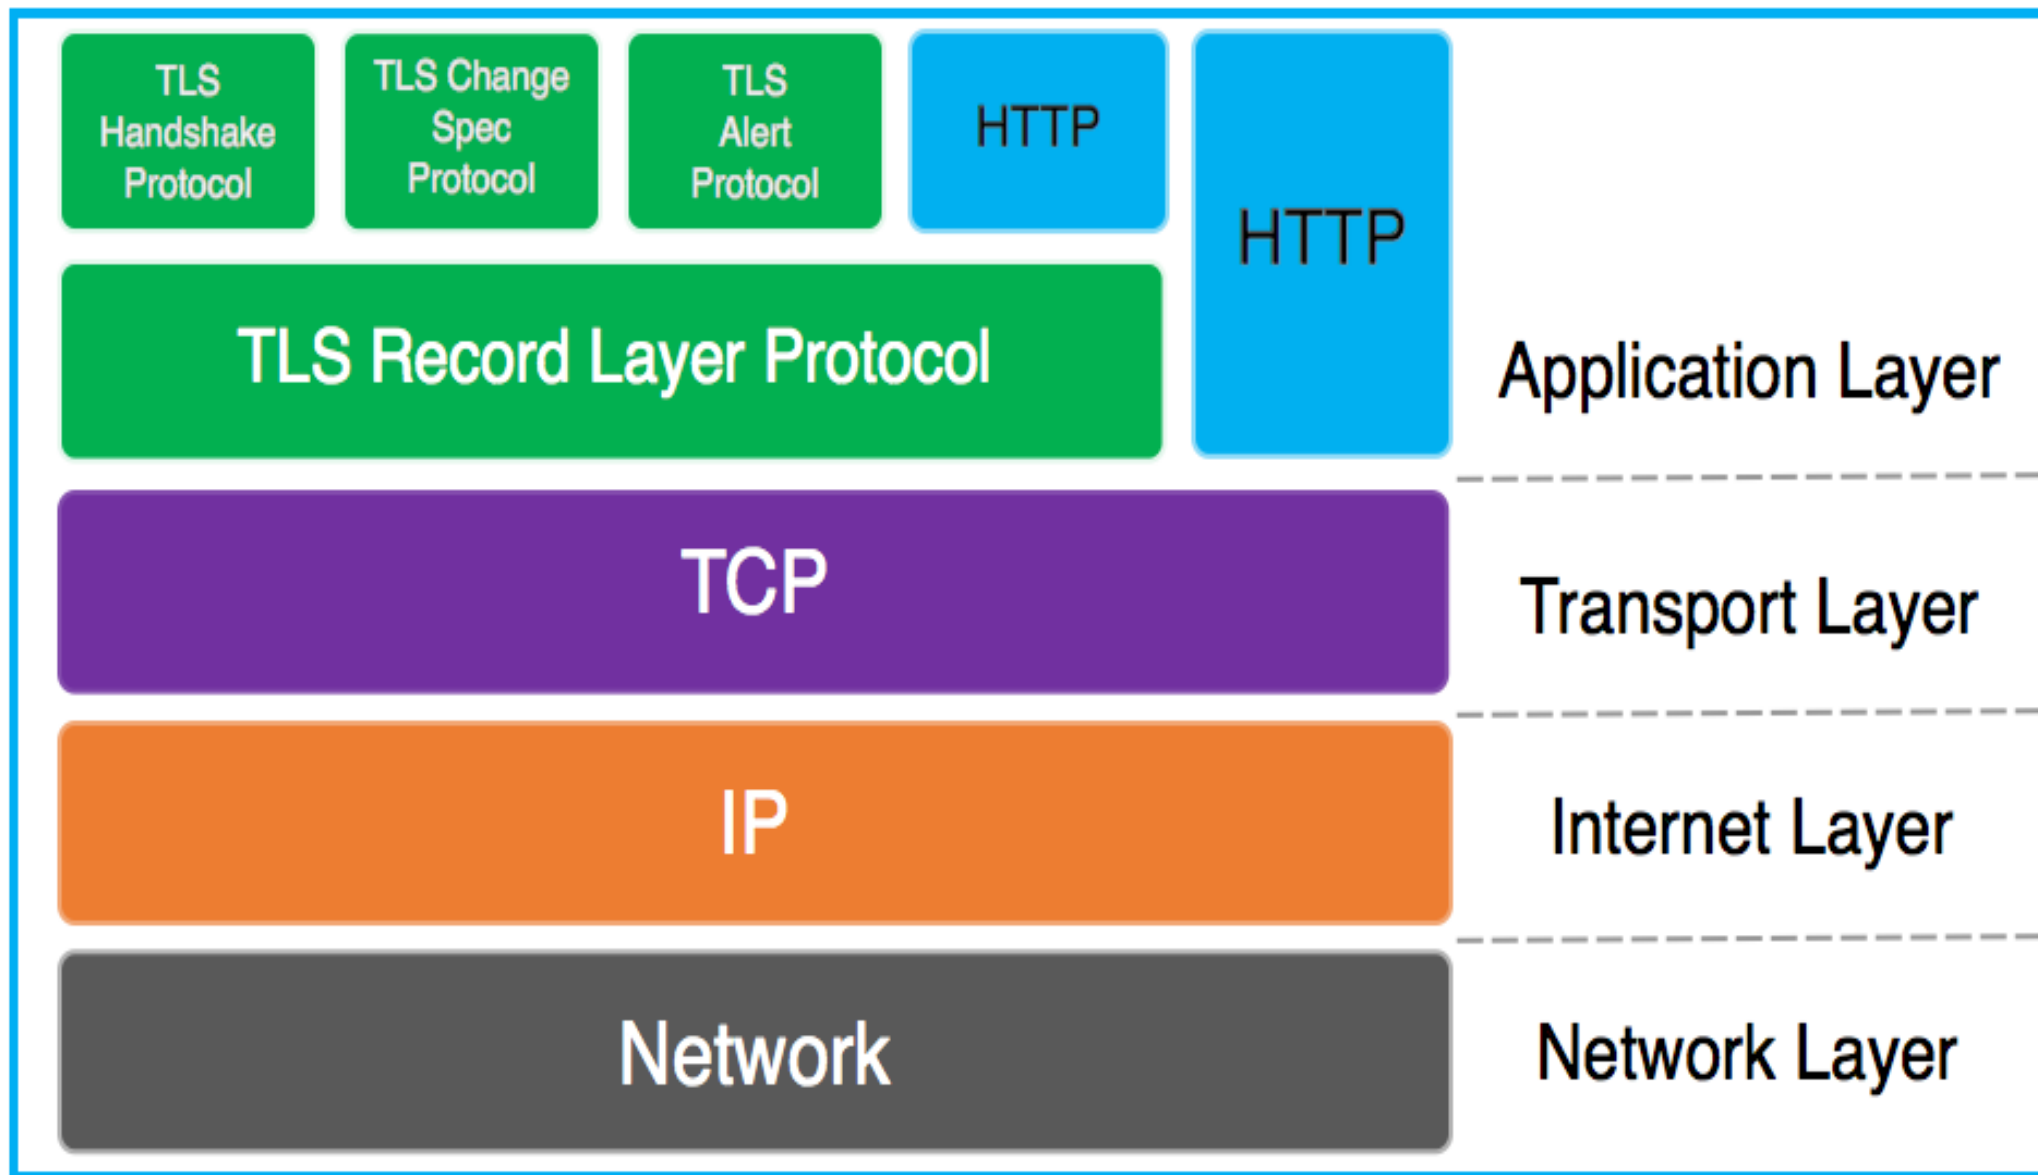 TLS
Handshake
Protocol
TLS Change
Spec
Protocol
TLS
Alert
Protocol
HTTP
HTTP
TLS Record Layer Protocol
Application Layer
TCP
Transport Layer
IP
Internet Layer
Network
Network Layer